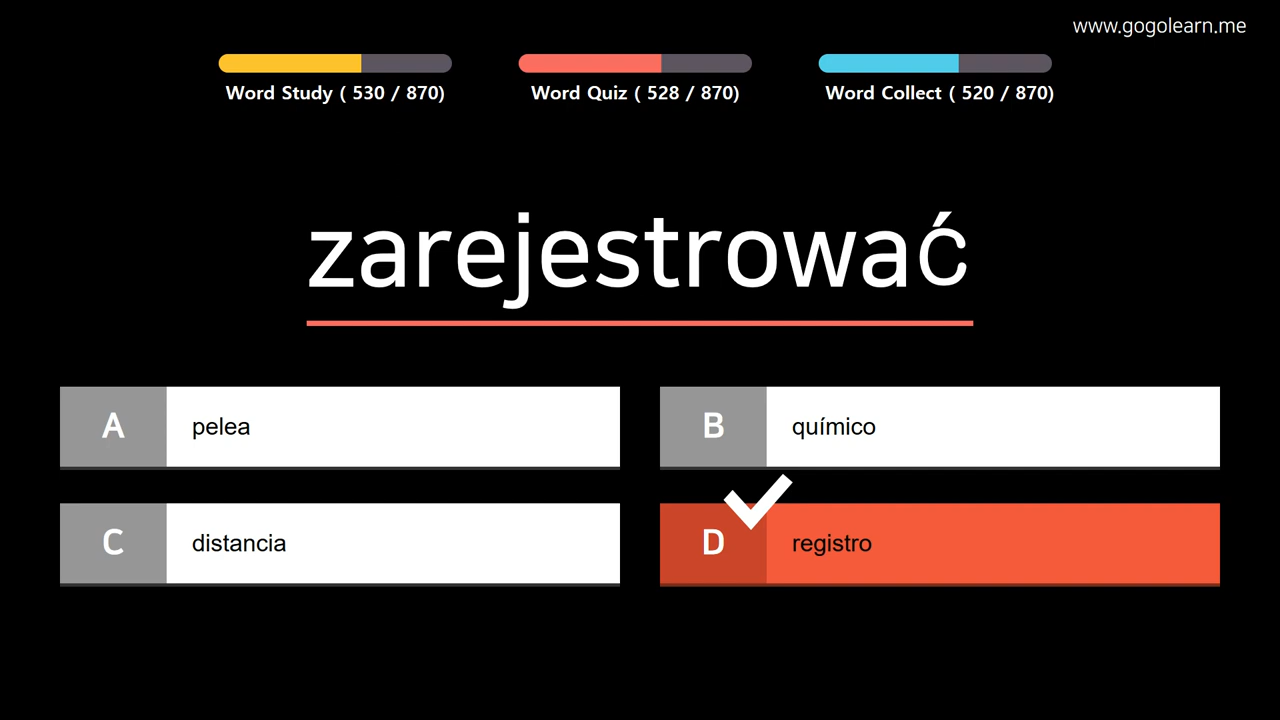 www.gogolearn.me
Word Study ( 530 / 870)
Word Quiz ( 528 / 870)
Word Collect ( 520 / 870)
zarejestrować
A pelea
B químico
C distancia
D registro